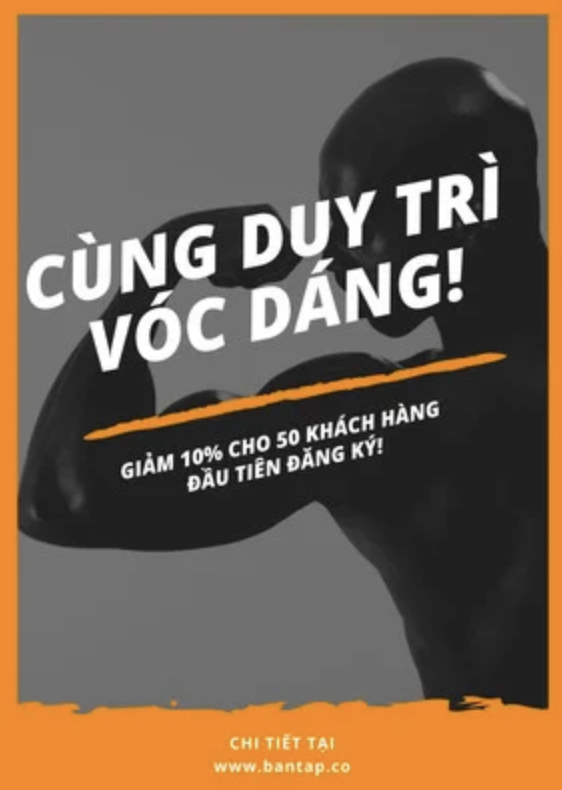 CÙNG DUY TRÌ
VÓC DÁNG!
GIẢM 10% CHO 50 KHÁCH HÀNG
ĐẦU TIÊN ĐĂNG KÝ!
CHI TIẾT TẠI
www.bantap.co